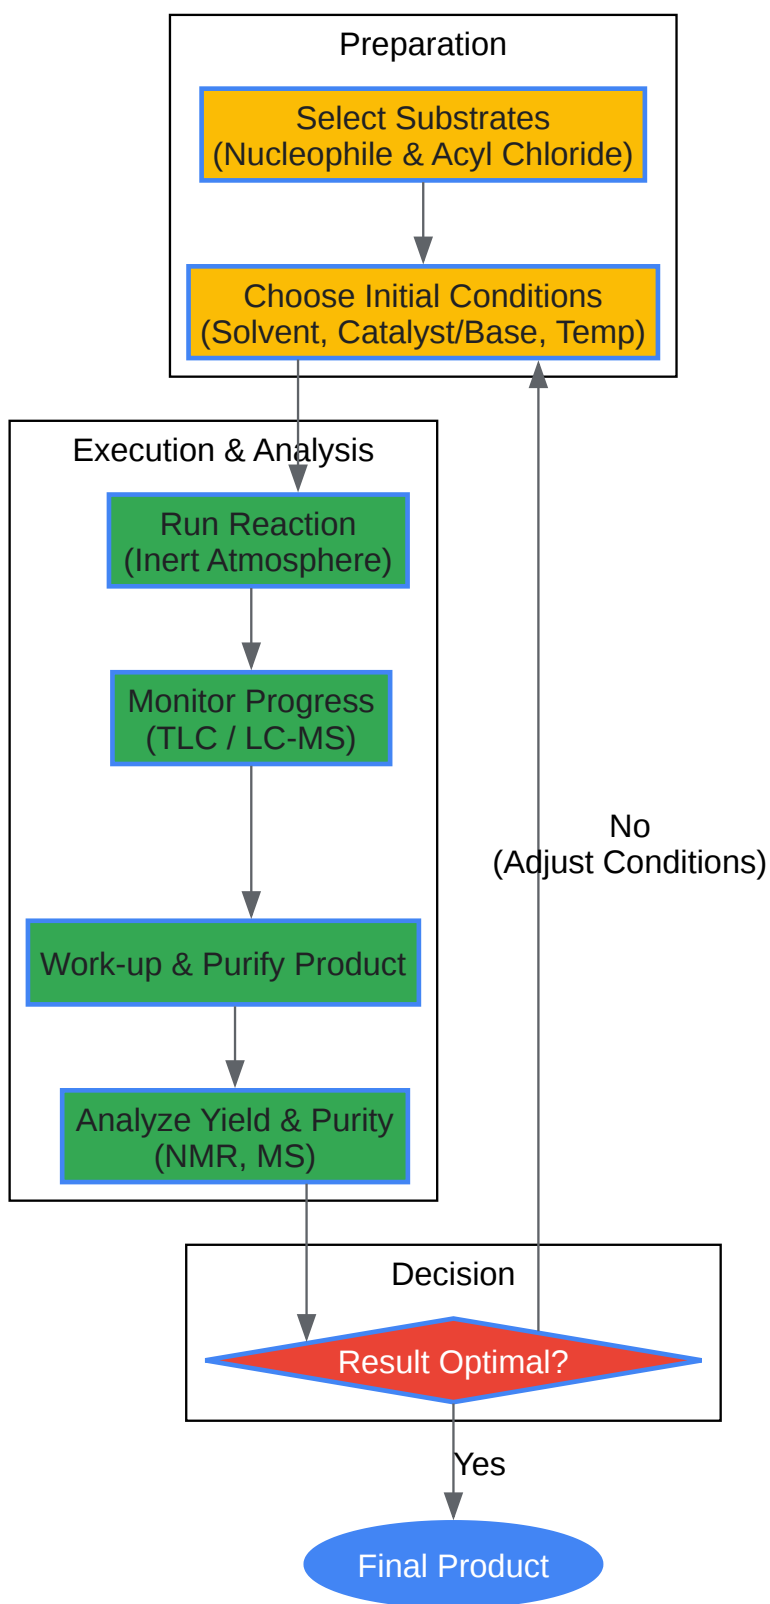 Preparation
Select Substrates
(Nucleophile & Acyl Chloride)
Choose Initial Conditions
(Solvent, Catalyst/Base, Temp)
Execution & Analysis
Run Reaction
(Inert Atmosphere)
Monitor Progress
(TLC / LC-MS)
No
(Adjust Conditions)
Work-up & Purify Product
Analyze Yield & Purity
(NMR, MS)
Decision
Result Optimal?
Yes
Final Product